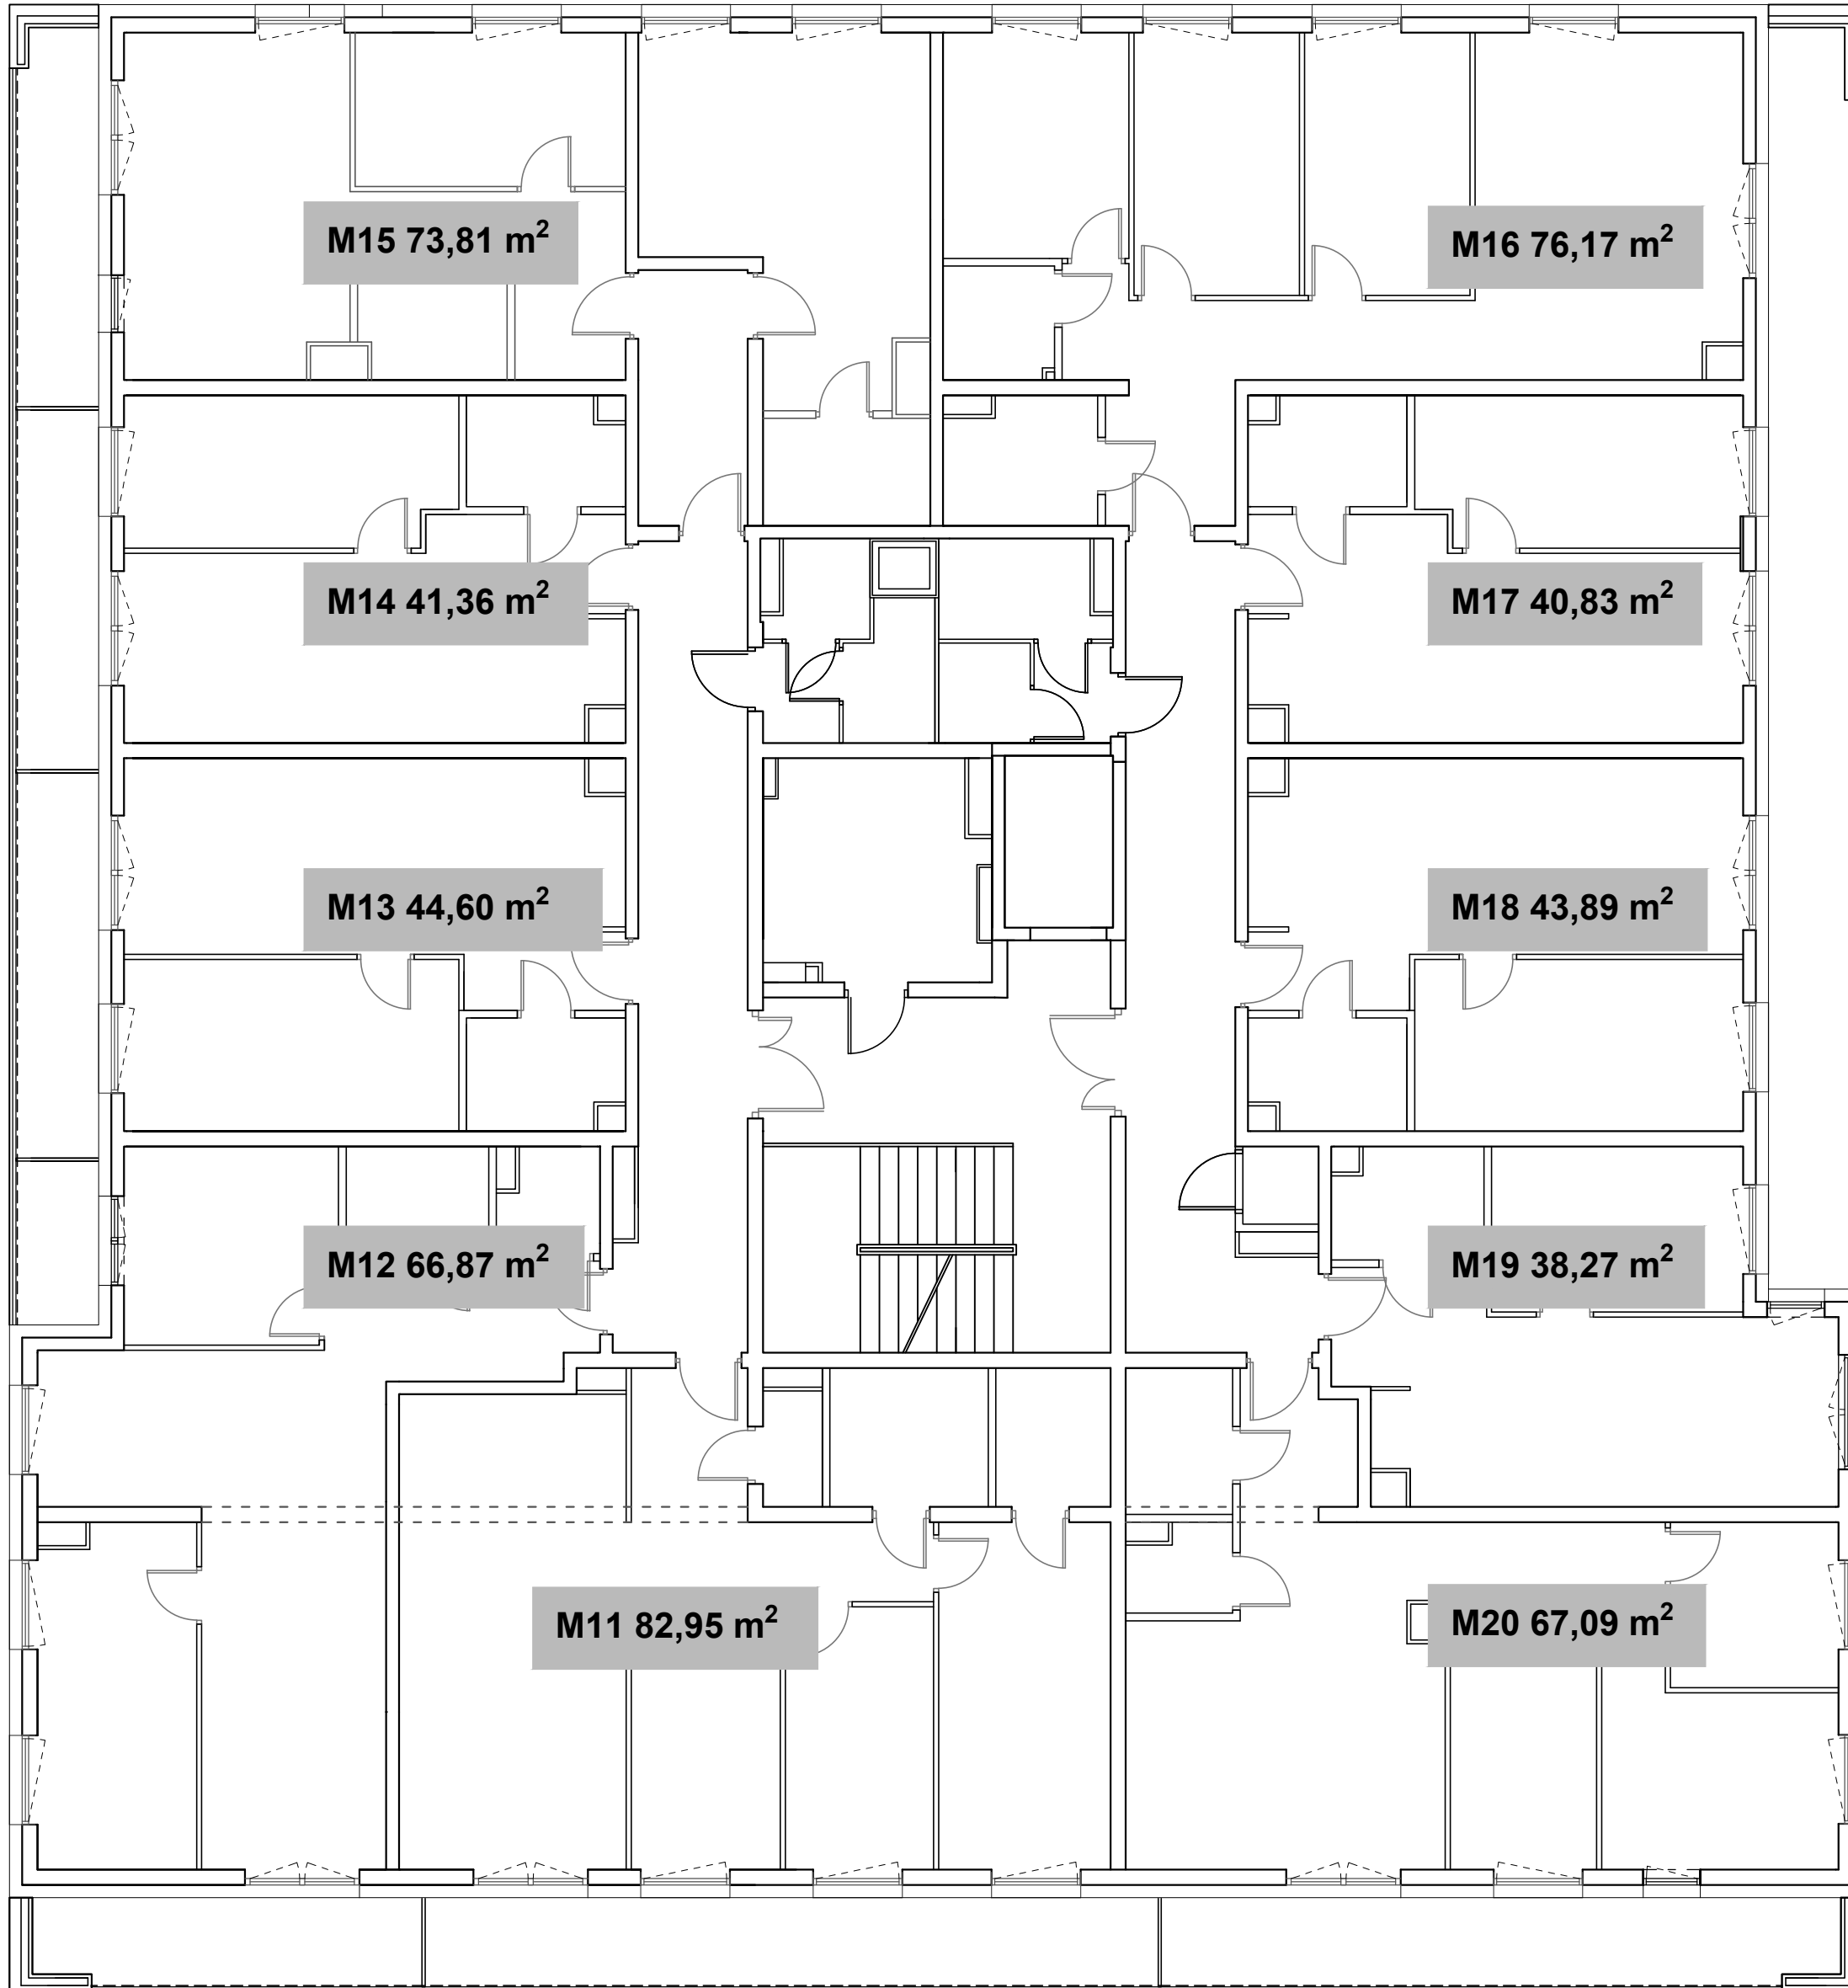 M15 73,81 m²
M16 76,17 m²
M14 41,36 m²
M17 40,83 m²
M13 44,60 m²
M18 43,89 m²
M12 66,87 m²
M19 38,27 m²
M11 82,95 m²
M20 67,09 m²